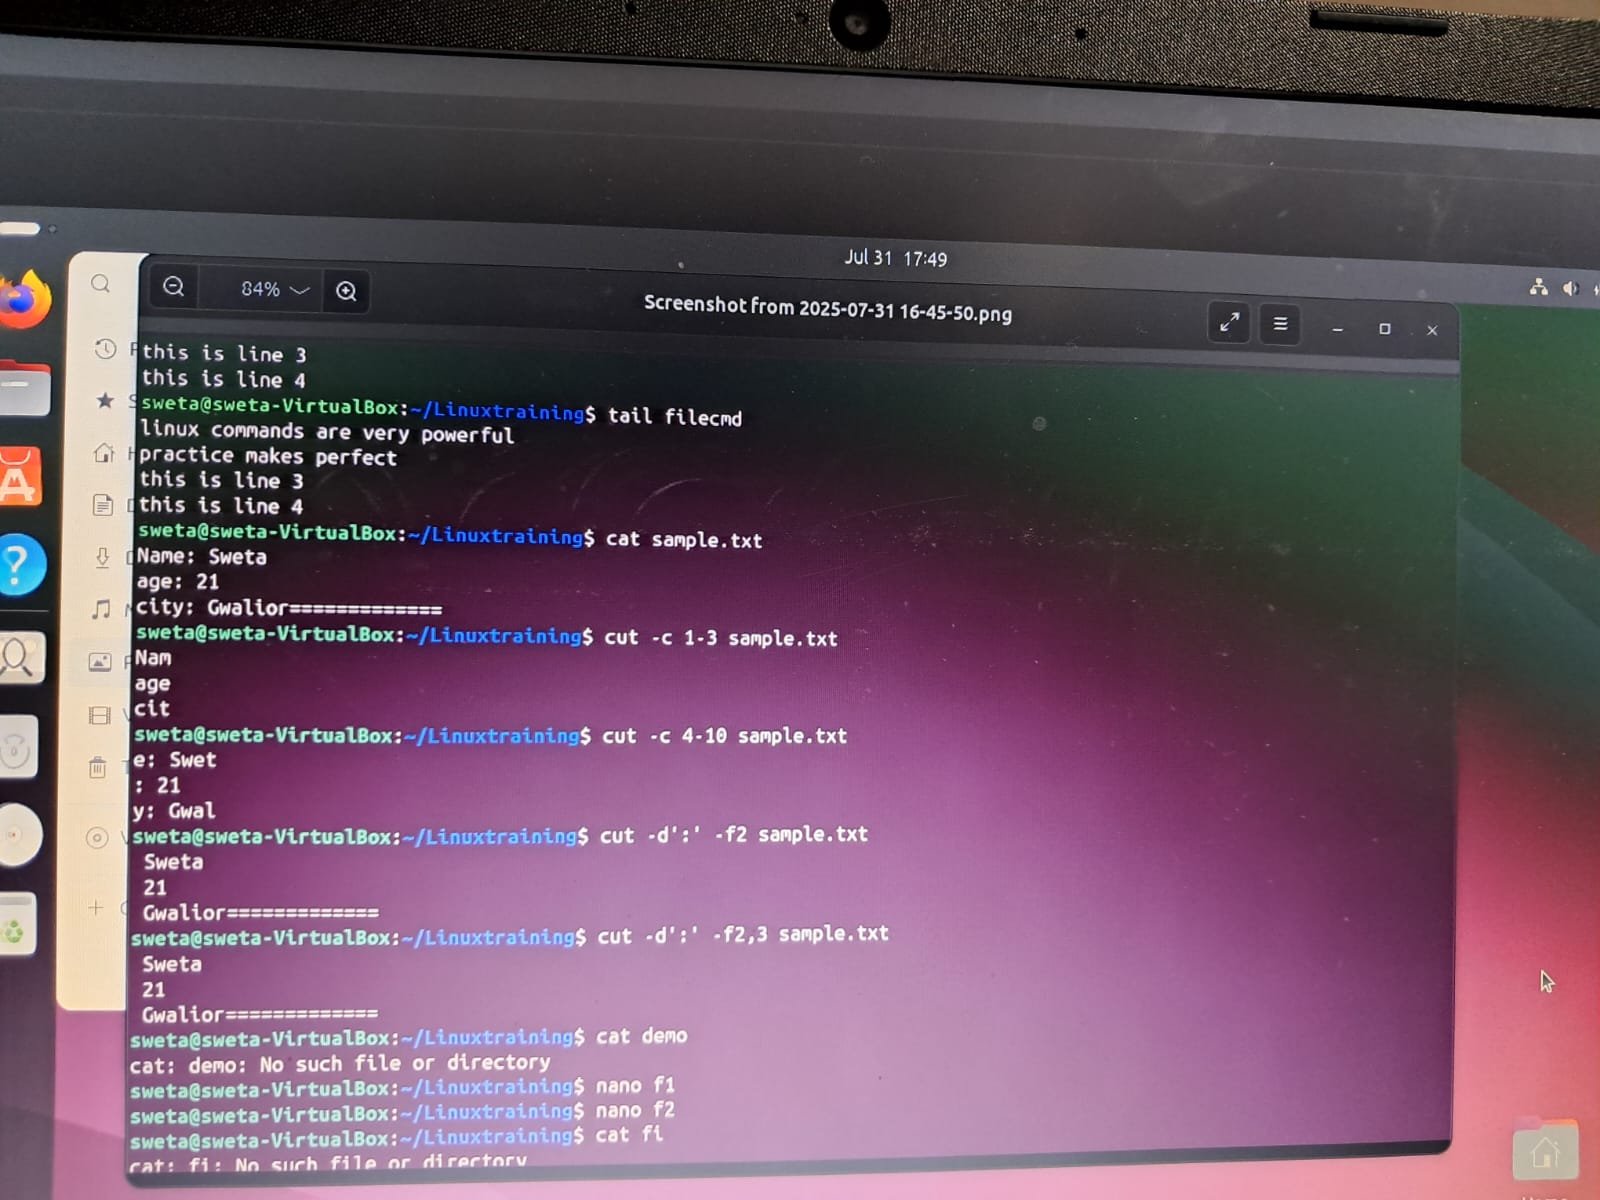 Jul 31 17:49
84%
Screenshot from 2025-07-31 16-45-50.png
this is line 3
this is line 4
sweta@sweta-VirtualBox:~/Linuxtraining$ tail filecmd
linux commands are very powerful
practice makes perfect
this is line 3
this is line 4
sweta@sweta-VirtualBox:~/Linuxtraining$ cat sample.txt
Name: Sweta
age: 21
city: Gwalior=============
sweta@sweta-VirtualBox:~/Linuxtraining$ cut -c 1-3 sample.txt
Nam
age
cit
sweta@sweta-VirtualBox:~/Linuxtraining$ cut -c 4-10 sample.txt
e: Swet
: 21
y: Gwal
sweta@sweta-VirtualBox:~/Linuxtraining$ cut -d':' -f2 sample.txt
Sweta
21
Gwalior=============
sweta@sweta-VirtualBox:~/Linuxtraining$ cut -d':' -f2,3 sample.txt
Sweta
21
Gwalior=============
sweta@sweta-VirtualBox:~/Linuxtraining$ cat demo
cat: demo: No such file or directory
sweta@sweta-VirtualBox:~/Linuxtraining$ nano f1
sweta@sweta-VirtualBox:~/Linuxtraining$ nano f2
sweta@sweta-VirtualBox:~/Linuxtraining$ cat fi
cat: fi: No such file or directory